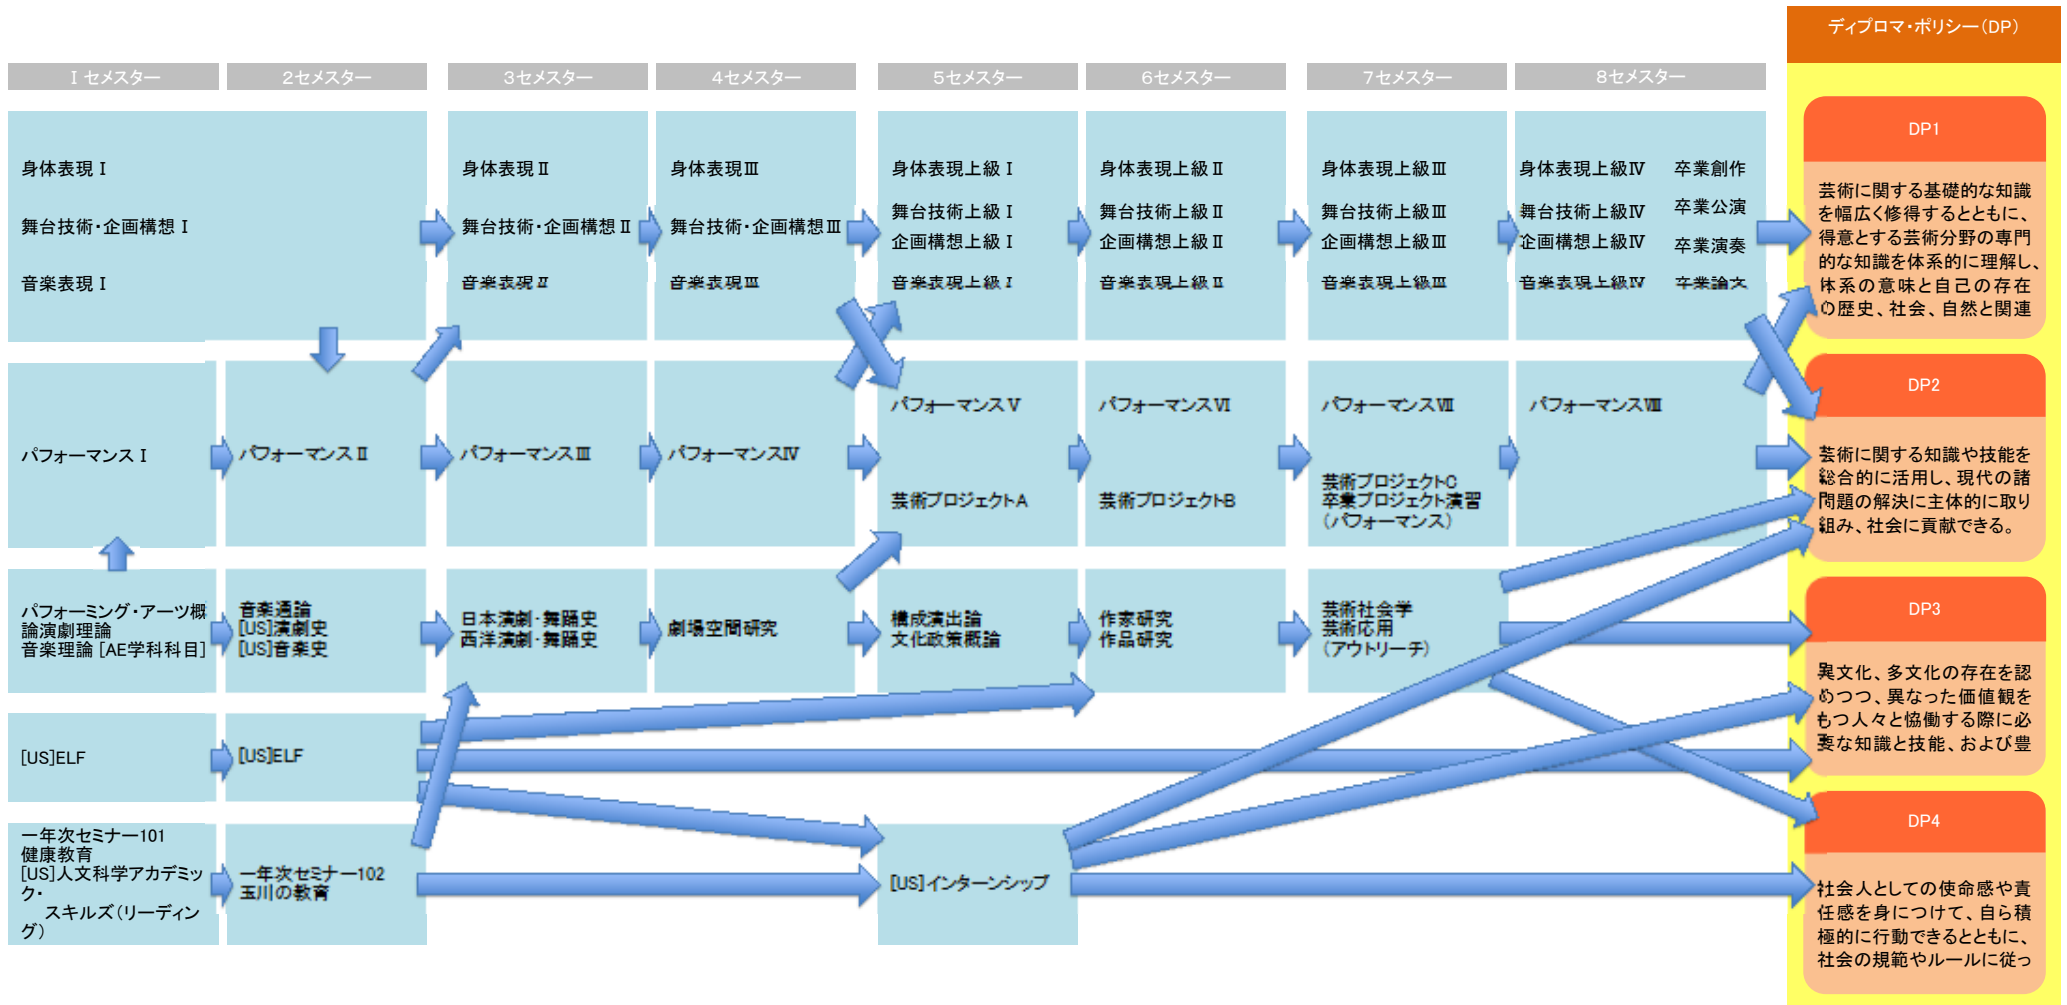 ディプロマ・ポリシー(DP)
Ⅰ セメスター
2セメスター
3セメスター
4セメスター
5セメスター
6セメスター
7セメスター
8セメスター
身体表現 Ⅰ
舞台技術・企画構想 Ⅰ
音楽表現 Ⅰ
身体表現 Ⅱ
舞台技術・企画構想 Ⅱ
音楽表現 Ⅱ
身体表現Ⅲ
舞台技術・企画構想Ⅲ
音楽表現Ⅲ
身体表現上級 Ⅰ
舞台技術上級 Ⅰ
企画構想上級 Ⅰ
音楽表現上級 Ⅰ
身体表現上級 Ⅱ
舞台技術上級 Ⅱ
企画構想上級 Ⅱ
音楽表現上級 Ⅱ
身体表現上級Ⅲ
舞台技術上級Ⅲ
企画構想上級Ⅲ
音楽表現上級Ⅲ
身体表現上級Ⅳ
舞台技術上級Ⅳ
企画構想上級Ⅳ
音楽表現上級Ⅳ
卒業創作
卒業公演
卒業演奏
卒業論文
パフォーマンス Ⅰ
パフォーマンス Ⅱ
パフォーマンスⅢ
パフォーマンスⅣ
パフォーマンス Ⅴ
芸術プロジェクトA
パフォーマンスⅥ
芸術プロジェクトB
パフォーマンスⅦ
芸術プロジェクトC
卒業プロジェクト演習
(パフォーマンス)
パフォーマンスⅧ
パフォーミング・アーツ概
論演劇理論
音楽理論 [AE学科科目]
音楽通論
[US]演劇史
[US]音楽史
日本演劇・舞踊史
西洋演劇・舞踊史
劇場空間研究
構成演出論
文化政策概論
作家研究
作品研究
芸術社会学
芸術応用
(アウトリーチ)
[US]ELF
[US]ELF
一年次セミナー101
健康教育
[US]人文科学アカデミッ
ク・
スキルズ(リーディン
グ)
一年次セミナー102
玉川の教育
[US]インターンシップ
DP1
芸術に関する基礎的な知識
を幅広く修得するとともに、
得意とする芸術分野の専門
的な知識を体系的に理解し、
体系の意味と自己の存在
の歴史、社会、自然と関連
DP2
芸術に関する知識や技能を
総合的に活用し、現代の諸
問題の解決に主体的に取り
組み、社会に貢献できる。
DP3
異文化、多文化の存在を認
めつつ、異なった価値観を
もつ人々と恊働する際に必
要な知識と技能、および豊
DP4
社会人としての使命感や責
任感を身につけて、自ら積
極的に行動できるとともに、
社会の規範やルールに従っ